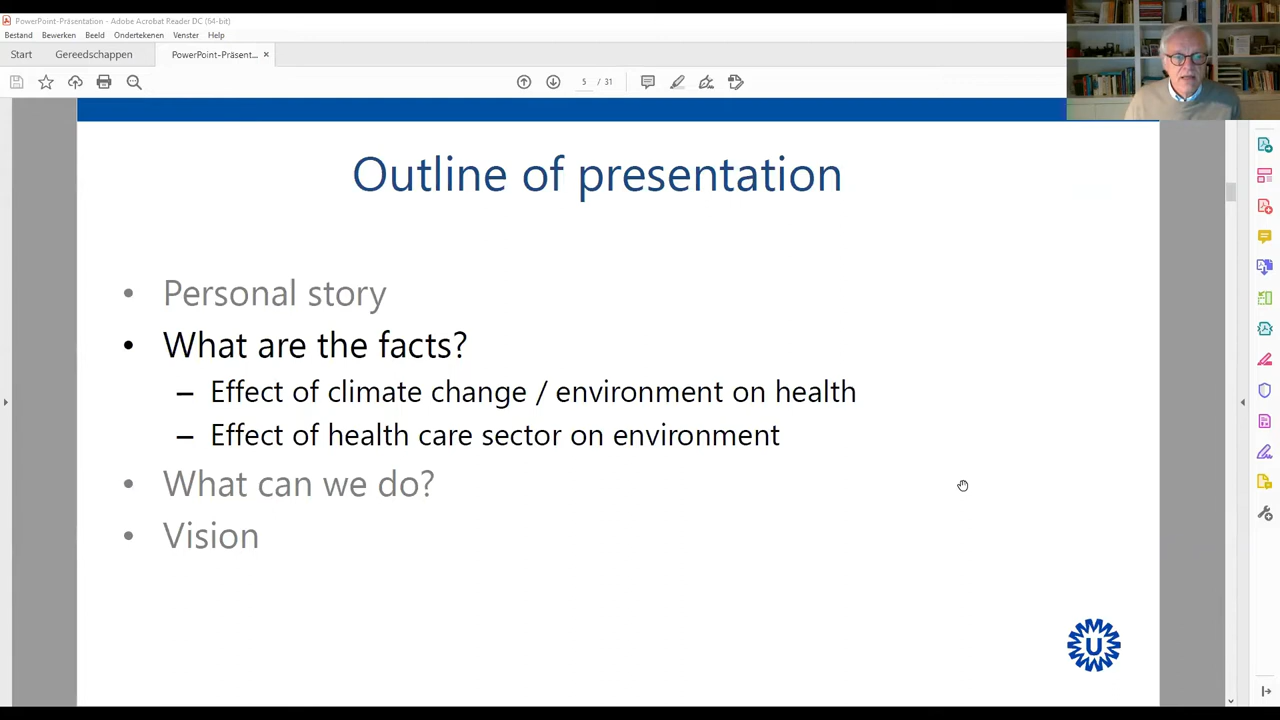 PowerPoint-Präsentation - Adobe Acrobat Reader DC (64-bit)
Bestand Bewerken Beeld Ondertekenen Venster Help
Start Gereedschappen PowerPoint-Präsent... ×
5 / 31
Outline of presentation
• Personal story
• What are the facts?
– Effect of climate change / environment on health
– Effect of health care sector on environment
• What can we do?
• Vision
U